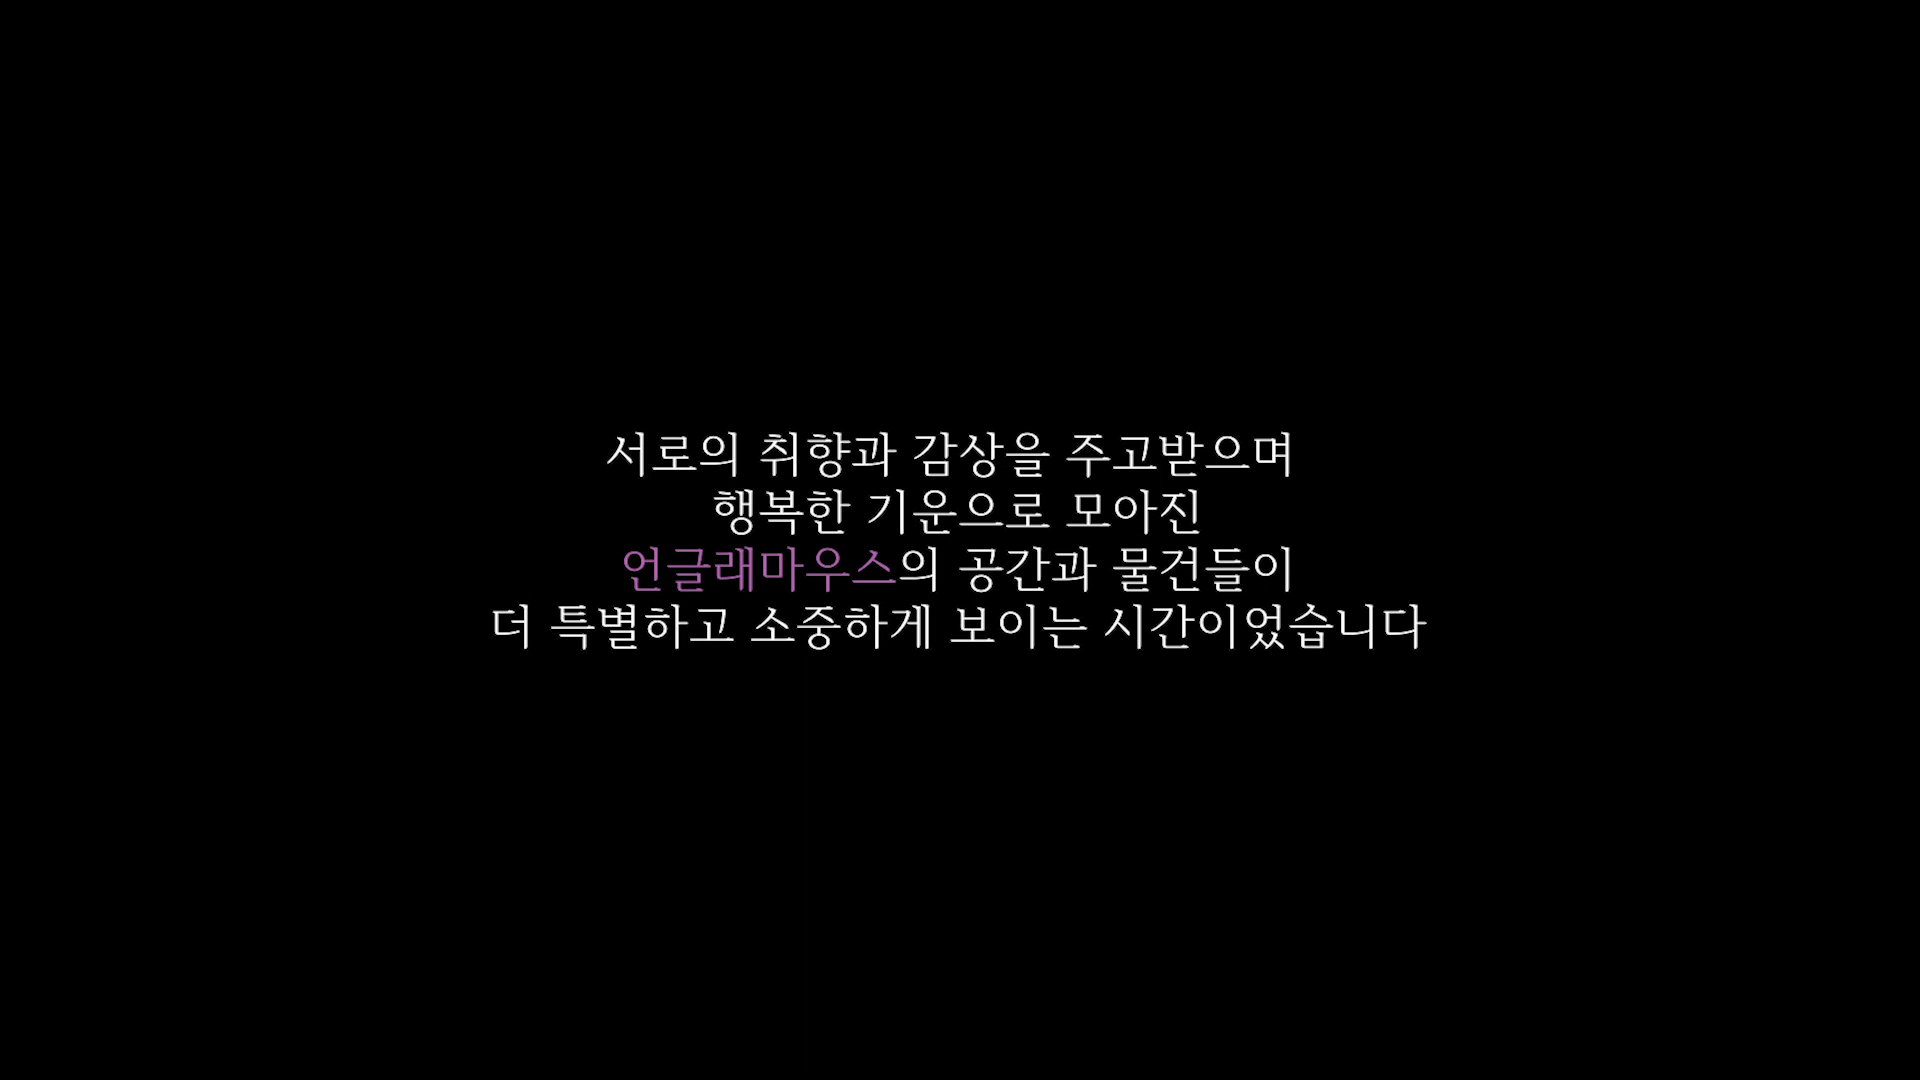 서로의 취향과 감상을 주고받으며
행복한 기운으로 모아진
언글래마우스의 공간과 물건들이
더 특별하고 소중하게 보이는 시간이었습니다